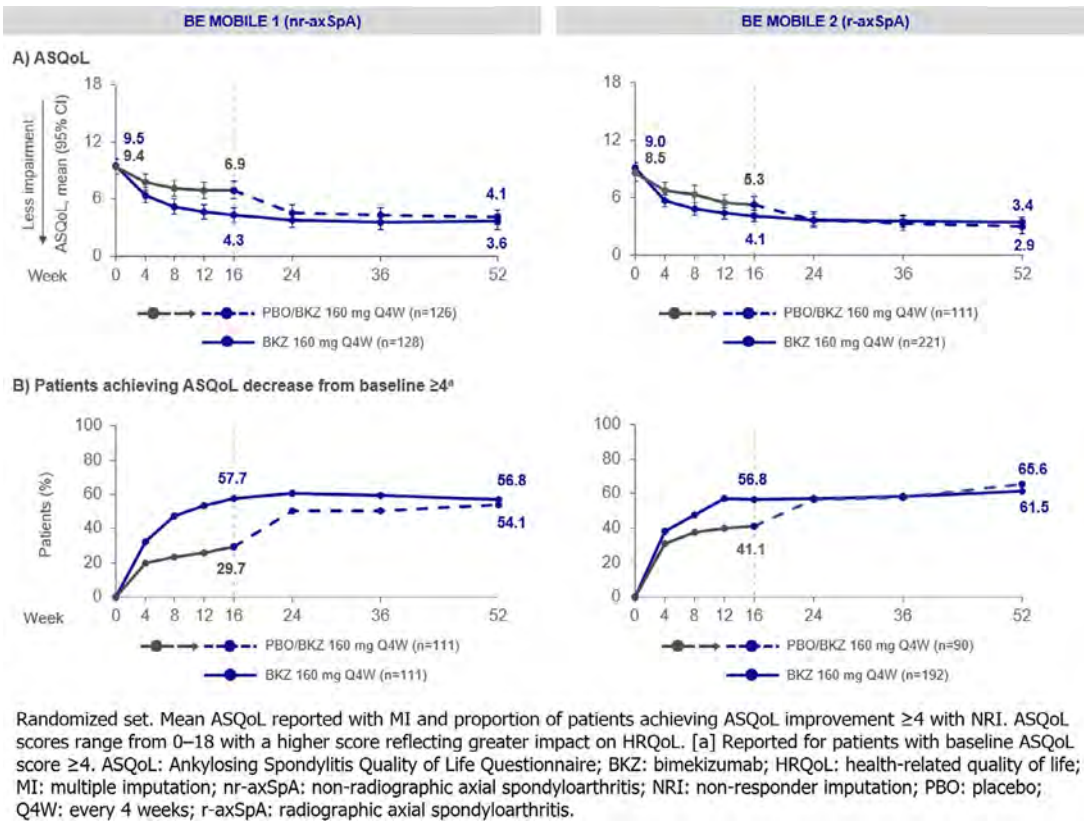 BE MOBILE 1 (nr-axSpA)
BE MOBILE 2 (r-axSpA)
A) ASQoL
Less impairment
ASQoL, mean (95% CI)
18
12
6
0
9.5
9.4
6.9
4.3
4.1
3.6
Week
0 4 8 12 16 24 36 52
PBO/BKZ 160 mg Q4W (n=126)
BKZ 160 mg Q4W (n=128)
18
12
6
0
9.0
8.5
5.3
4.1
3.4
2.9
0 4 8 12 16 24 36 52
PBO/BKZ 160 mg Q4W (n=111)
BKZ 160 mg Q4W (n=221)
B) Patients achieving ASQoL decrease from baseline ≥4ᵃ
Patients (%)
100
80
60
40
20
0
57.7
29.7
56.8
54.1
Week
0 4 8 12 16 24 36 52
PBO/BKZ 160 mg Q4W (n=111)
BKZ 160 mg Q4W (n=111)
100
80
60
40
20
0
56.8
41.1
65.6
61.5
0 4 8 12 16 24 36 52
PBO/BKZ 160 mg Q4W (n=90)
BKZ 160 mg Q4W (n=192)
Randomized set. Mean ASQoL reported with MI and proportion of patients achieving ASQoL improvement ≥4 with NRI. ASQoL
scores range from 0–18 with a higher score reflecting greater impact on HRQoL. [a] Reported for patients with baseline ASQoL
score ≥4. ASQoL: Ankylosing Spondylitis Quality of Life Questionnaire; BKZ: bimekizumab; HRQoL: health-related quality of life;
MI: multiple imputation; nr-axSpA: non-radiographic axial spondyloarthritis; NRI: non-responder imputation; PBO: placebo;
Q4W: every 4 weeks; r-axSpA: radiographic axial spondyloarthritis.